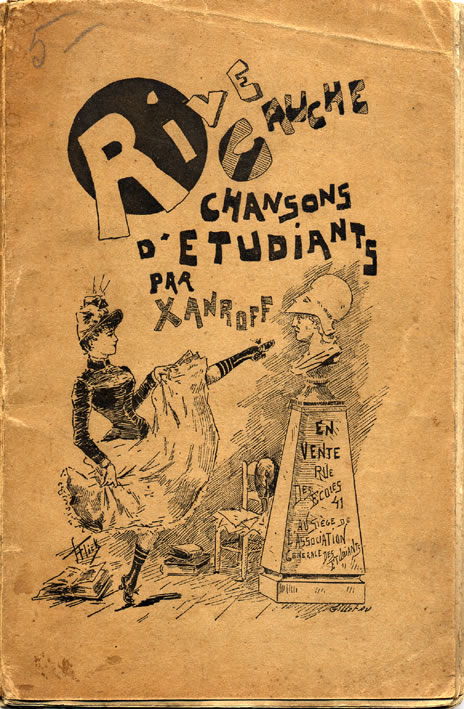 5-
RIVE
GAUCHE
CHANSONS
D'ETUDIANTS
PAR
XANROFF
EN
VENTE
RUE
DES ECOLES
41
AU SIÈGE DE
L'ASSOCIATION
GÉNÉRALE DES ETUDIANTS